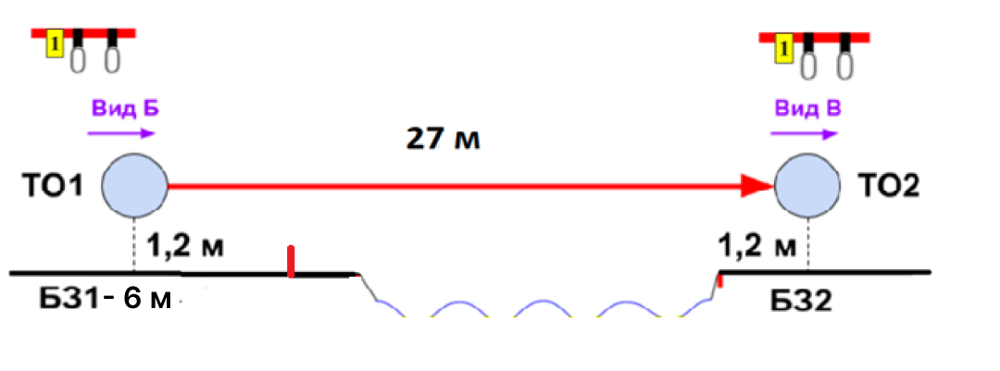 1
1
Вид Б
Вид В
27 м
ТО1
ТО2
1,2 м
1,2 м
БЗ1- 6 м
БЗ2